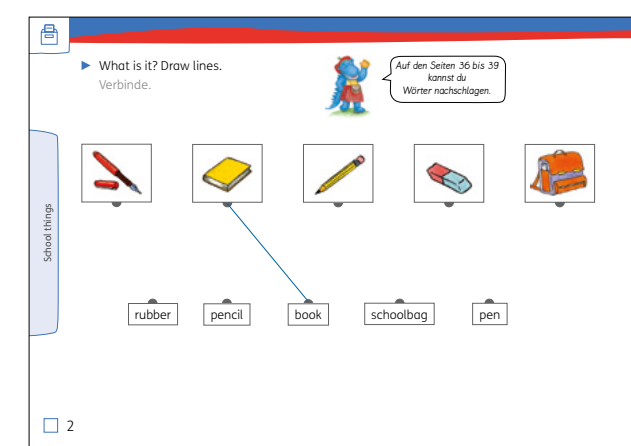 What is it? Draw lines.
Verbinde.
Auf den Seiten 36 bis 39
kannst du
Wörter nachschlagen.
School things
rubber pencil book schoolbag pen
2